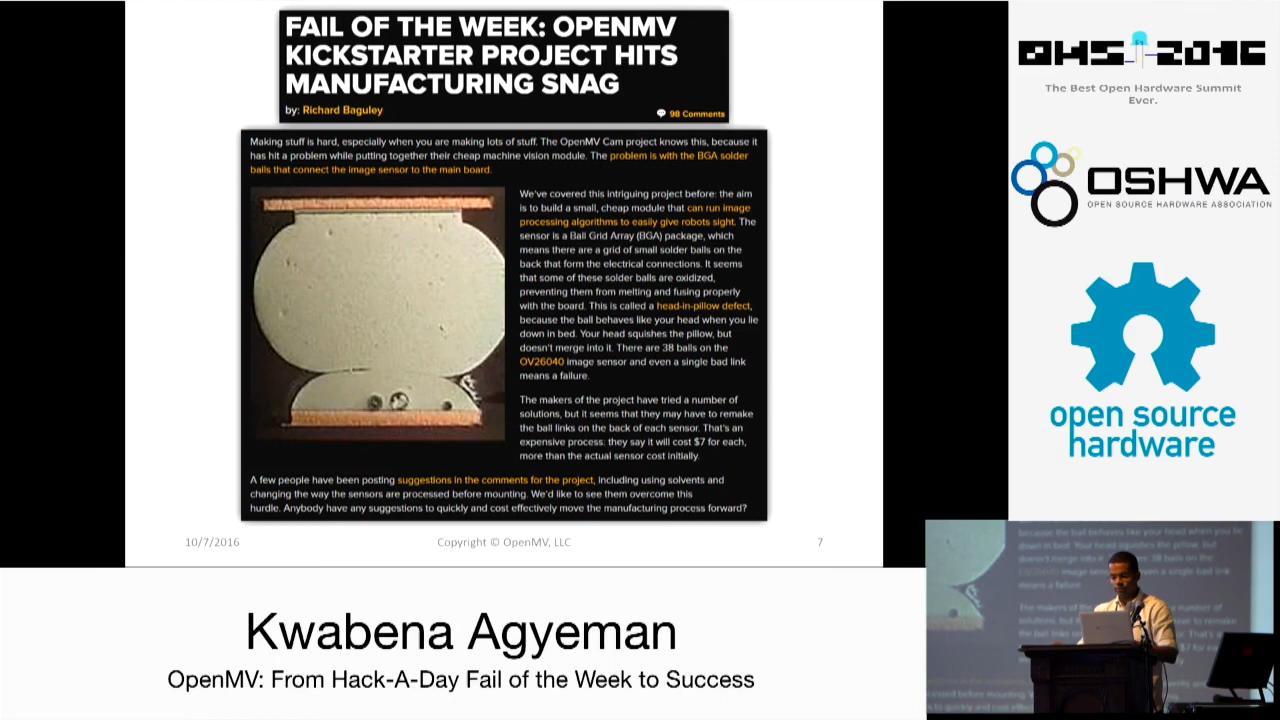 FAIL OF THE WEEK: OPENMV
KICKSTARTER PROJECT HITS
MANUFACTURING SNAG
by: Richard Baguley
98 Comments
Making stuff is hard, especially when you are making lots of stuff. The OpenMV Cam project knows this, because it
has hit a problem while putting together their cheap machine vision module. The problem is with the BGA solder
balls that connect the image sensor to the main board.
We've covered this intriguing project before: the aim
is to build a small, cheap module that can run image
processing algorithms to easily give robots sight. The
sensor is a Ball Grid Array (BGA) package, which
means there are a grid of small solder balls on the
back that form the electrical connections. It seems
that some of these solder balls are oxidized,
preventing them from melting and fusing properly
with the board. This is called a head-in-pillow defect,
because the ball behaves like your head when you lie
down in bed. Your head squishes the pillow, but
doesn't merge into it. There are 38 balls on the
OV26040 image sensor and even a single bad link
means a failure.
The makers of the project have tried a number of
solutions, but it seems that they may have to remake
the ball links on the back of each sensor. That's an
expensive process: they say it will cost $7 for each,
more than the actual sensor cost initially.
A few people have been posting suggestions in the comments for the project, including using solvents and
changing the way the sensors are processed before mounting. We'd like to see them overcome this
hurdle. Anybody have any suggestions to quickly and cost effectively move the manufacturing process forward?
10/7/2016
Copyright © OpenMV, LLC
7
Kwabena Agyeman
OpenMV: From Hack-A-Day Fail of the Week to Success
OHS 2016
The Best Open Hardware Summit
Ever.
OSHWA
OPEN SOURCE HARDWARE ASSOCIATION
open source
hardware